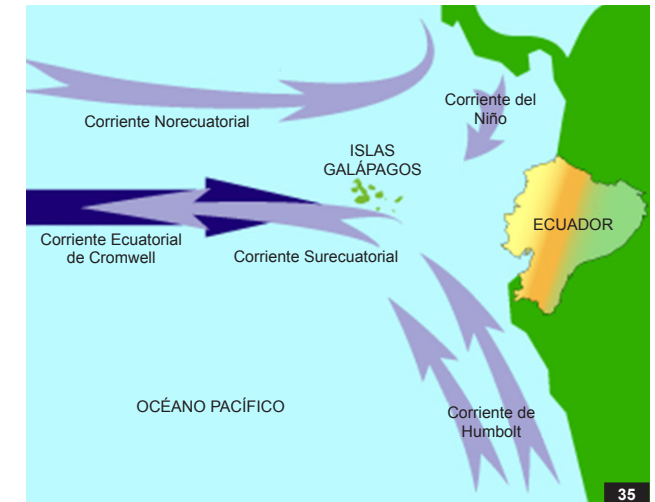 Corriente del
Niño
Corriente Norecuatorial
ISLAS
GALÁPAGOS
ECUADOR
Corriente Ecuatorial
de Cromwell
Corriente Surecuatorial
OCÉANO PACÍFICO
Corriente de
Humbolt
35